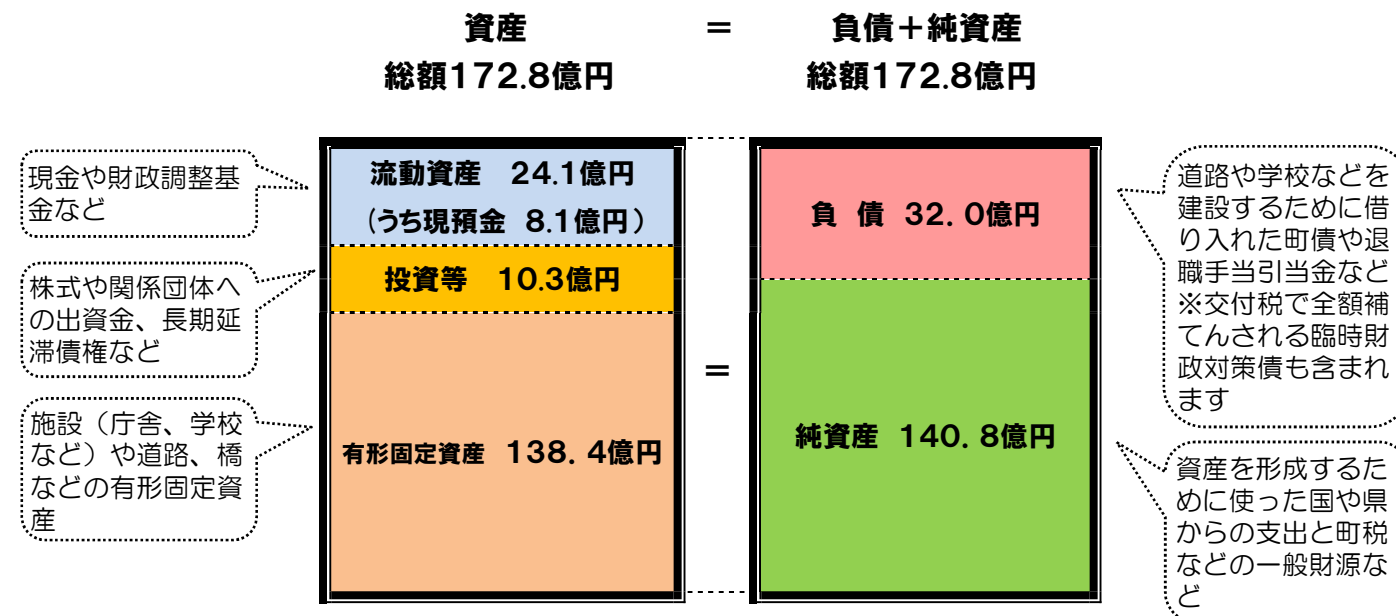 資産 ＝ 負債＋純資産
総額172.8億円 総額172.8億円
現金や財政調整基
金など
株式や関係団体へ
の出資金、長期延
滞債権など
施設（庁舎、学校
など）や道路、橋
などの有形固定資
産
流動資産 24.1億円
（うち現預金 8.1億円）
投資等 10.3億円
有形固定資産 138.4億円
＝
負 債 32.0億円
純資産 140.8億円
道路や学校などを
建設するために借
り入れた町債や退
職手当引当金など
※交付税で全額補
てんされる臨時財
政対策債も含まれ
ます
資産を形成するた
めに使った国や県
からの支出と町税
などの一般財源な
ど